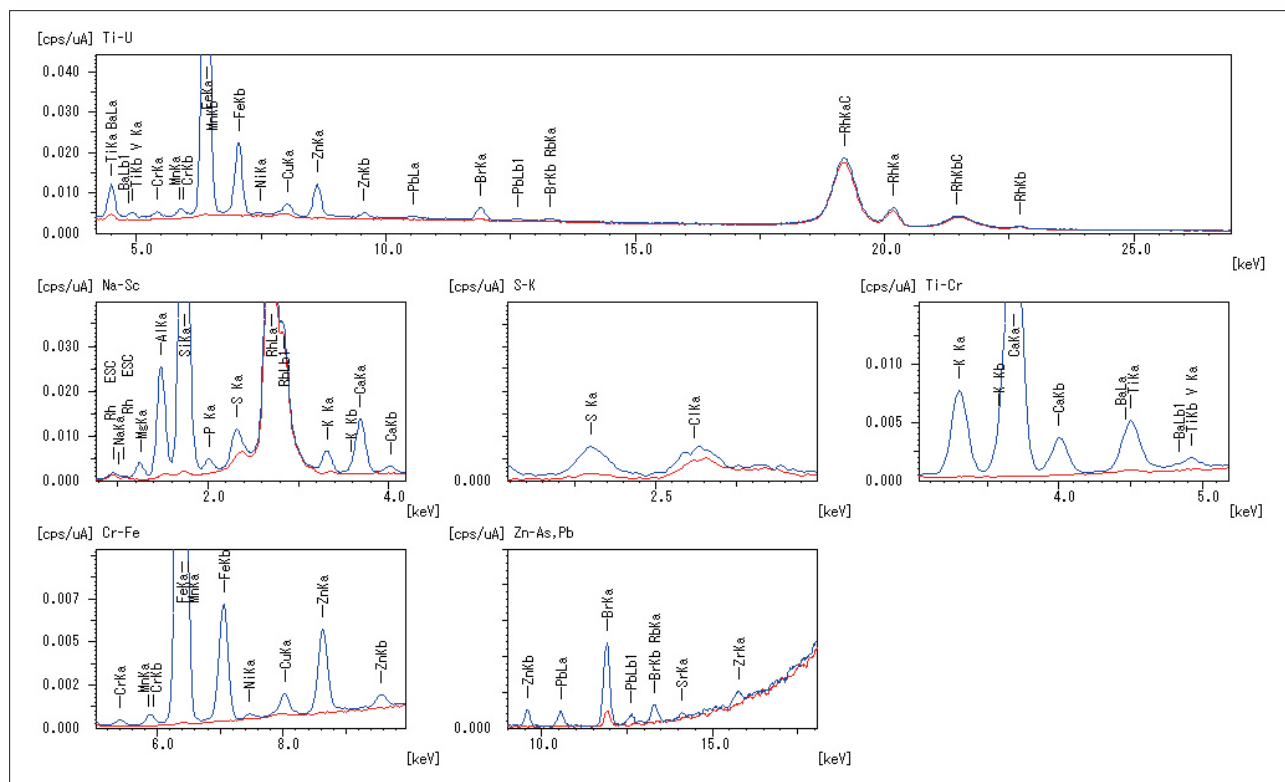 [cps/uA] Ti-U
0.040
0.030
0.020
0.010
0.000
TiKa BaLa
BaLb1
TiKb V Ka
CrKa
MnKa
CrKb
FeKa
MnKb
FeKb
NiKa
CuKa
ZnKa
ZnKb
PbLa
BrKa
PbLb1
BrKb RbKa
RhKaC
RhKa
RhKbC
RhKb
5.0 10.0 15.0 20.0 25.0
[keV]
[cps/uA] Na-Sc
0.030
0.020
0.010
0.000
Rh ESC
NaKa
Rh ESC
MgKa
AlKa
SiKa
P Ka
S Ka
RhLa
RhLb1
K Ka
K Kb
CaKa
CaKb
2.0 4.0
[keV]
[cps/uA] S-K
0.000
S Ka
ClKa
2.5
[keV]
[cps/uA] Ti-Cr
0.010
0.005
0.000
K Ka
K Kb
CaKa
CaKb
BaLa
TiKa
BaLb1
TiKb V Ka
4.0 5.0
[keV]
[cps/uA] Cr-Fe
0.007
0.005
0.002
0.000
CrKa
MnKa
CrKb
FeKa
MnKa
FeKb
NiKa
CuKa
ZnKa
ZnKb
6.0 8.0
[keV]
[cps/uA] Zn-As,Pb
0.000
ZnKb
PbLa
BrKa
PbLb1
BrKb RbKa
SrKa
ZrKa
10.0 15.0
[keV]